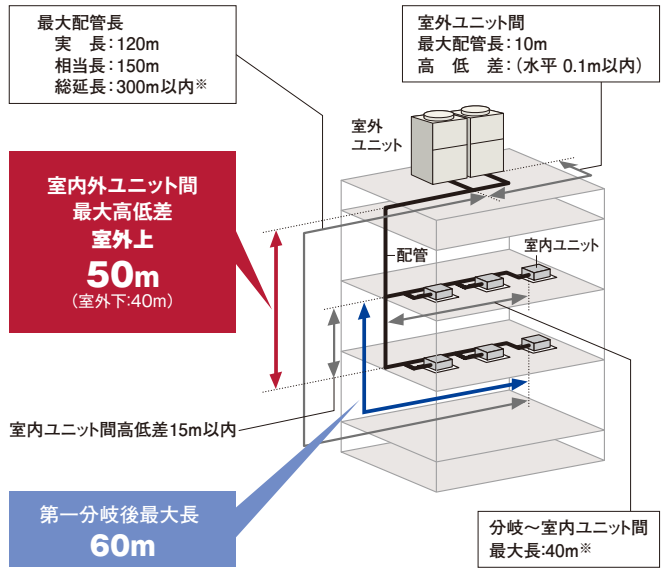 最大配管長
実 長：120m
相当長：150m
総延長：300m以内※
室外ユニット間
最大配管長：10m
高 低 差：（水平 0.1m以内）
室外
ユニット
室内外ユニット間
最大高低差
室外上
50m
（室外下：40m）
配管
室内ユニット
室内ユニット間高低差15m以内
第一分岐後最大長
60m
分岐～室内ユニット間
最大長：40m※